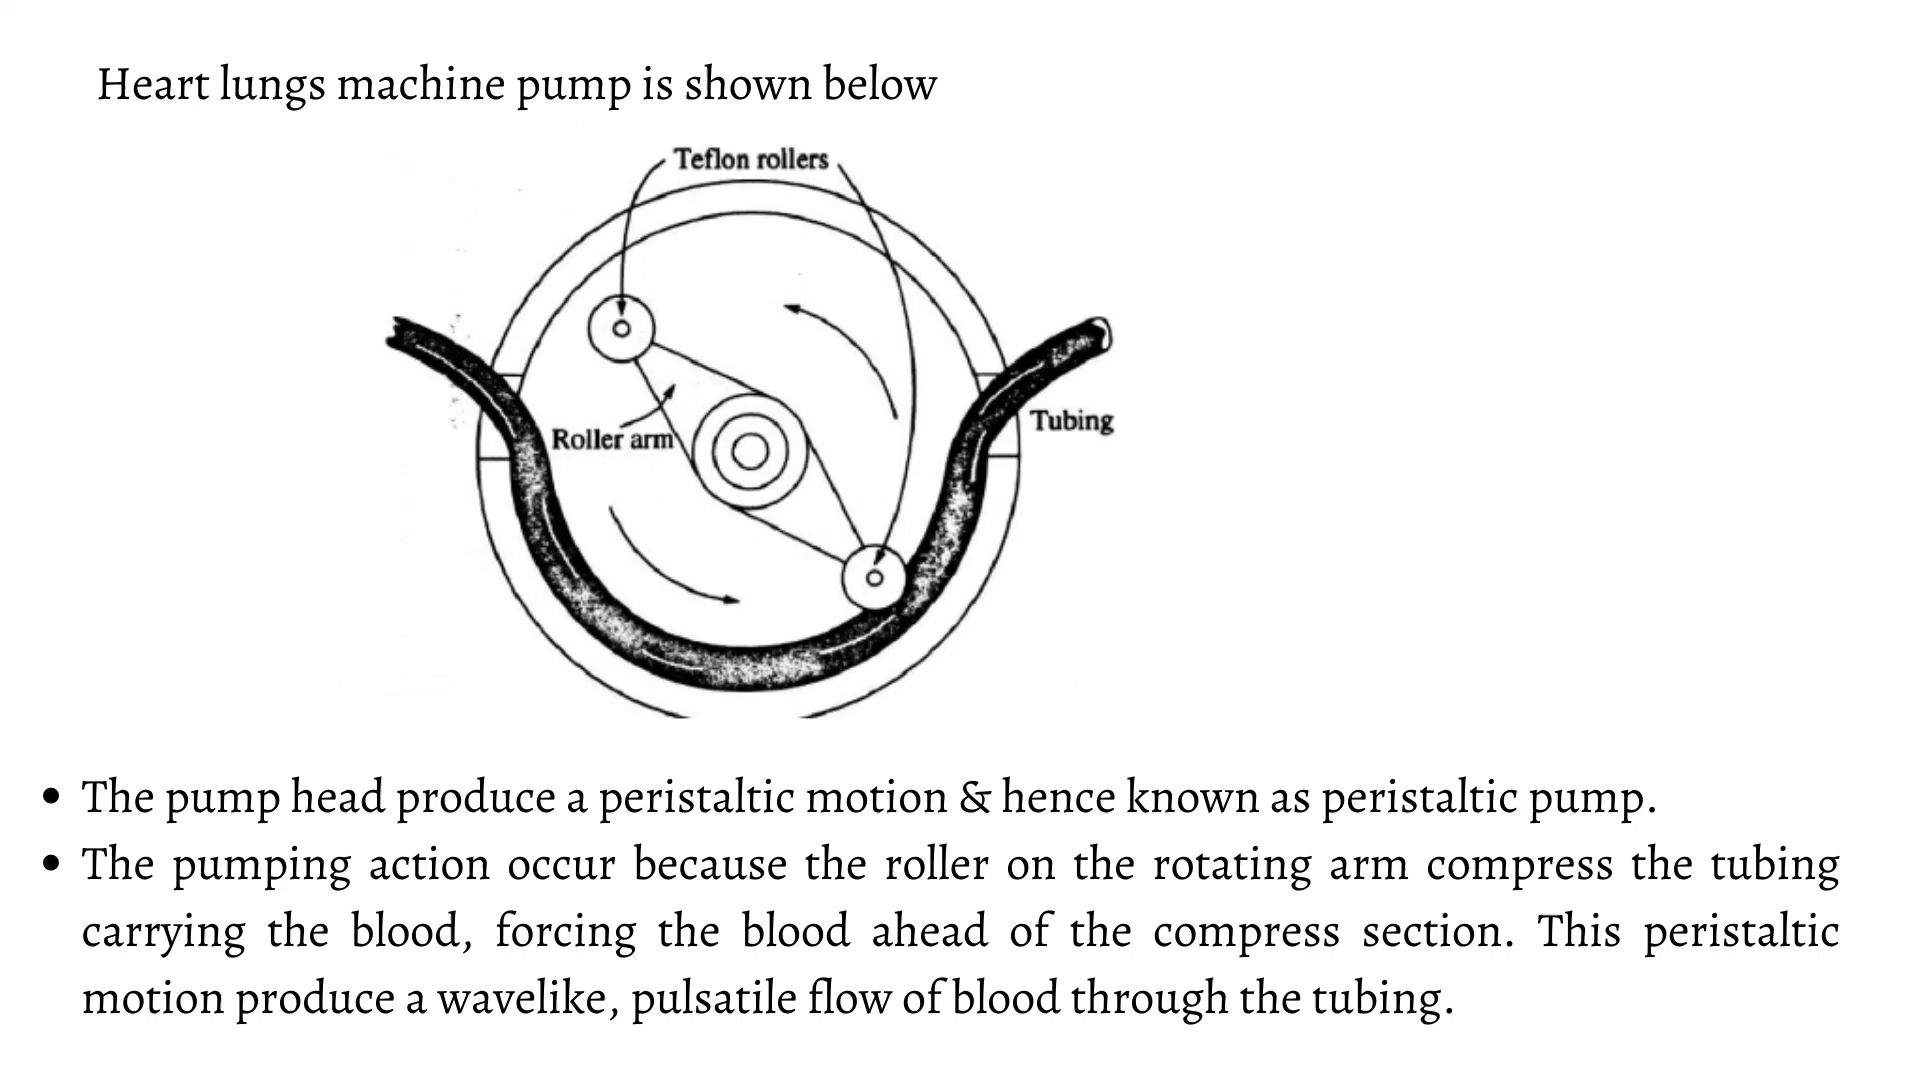 Heart lungs machine pump is shown below
Teflon rollers
Roller arm
Tubing
• The pump head produce a peristaltic motion & hence known as peristaltic pump.
• The pumping action occur because the roller on the rotating arm compress the tubing
carrying the blood, forcing the blood ahead of the compress section. This peristaltic
motion produce a wavelike, pulsatile flow of blood through the tubing.